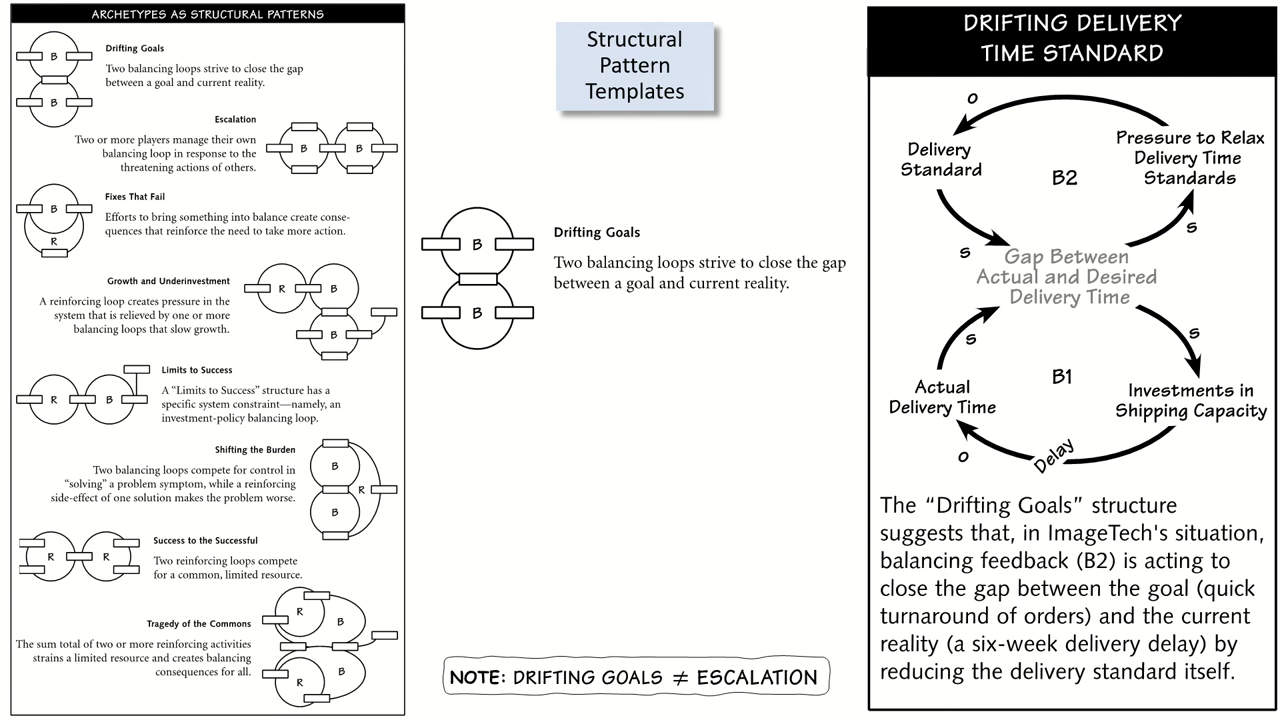 ARCHETYPES AS STRUCTURAL PATTERNS
B
B
Drifting Goals
Two balancing loops strive to close the gap
between a goal and current reality.
Escalation
Two or more players manage their own
balancing loop in response to the
threatening actions of others.
B
B
B
R
Fixes That Fail
Efforts to bring something into balance create conse-
quences that reinforce the need to take more action.
Growth and Underinvestment
A reinforcing loop creates pressure in the
system that is relieved by one or more
balancing loops that slow growth.
R
B
B
R
B
Limits to Success
A “Limits to Success” structure has a
specific system constraint—namely, an
investment-policy balancing loop.
Shifting the Burden
Two balancing loops compete for control in
“solving” a problem symptom, while a reinforcing
side-effect of one solution makes the problem worse.
B
R
B
R
R
Success to the Successful
Two reinforcing loops compete
for a common, limited resource.
Tragedy of the Commons
The sum total of two or more reinforcing activities
strains a limited resource and creates balancing
consequences for all.
R
B
B
R
Structural
Pattern
Templates
B
B
Drifting Goals
Two balancing loops strive to close the gap
between a goal and current reality.
NOTE: DRIFTING GOALS ≠ ESCALATION
DRIFTING DELIVERY
TIME STANDARD
O
Delivery
Standard
Pressure to Relax
Delivery Time
Standards
B2
S
S
Gap Between
Actual and Desired
Delivery Time
S
S
B1
Actual
Delivery Time
Investments in
Shipping Capacity
O
Delay
The “Drifting Goals” structure
suggests that, in ImageTech's situation,
balancing feedback (B2) is acting to
close the gap between the goal (quick
turnaround of orders) and the current
reality (a six-week delivery delay) by
reducing the delivery standard itself.